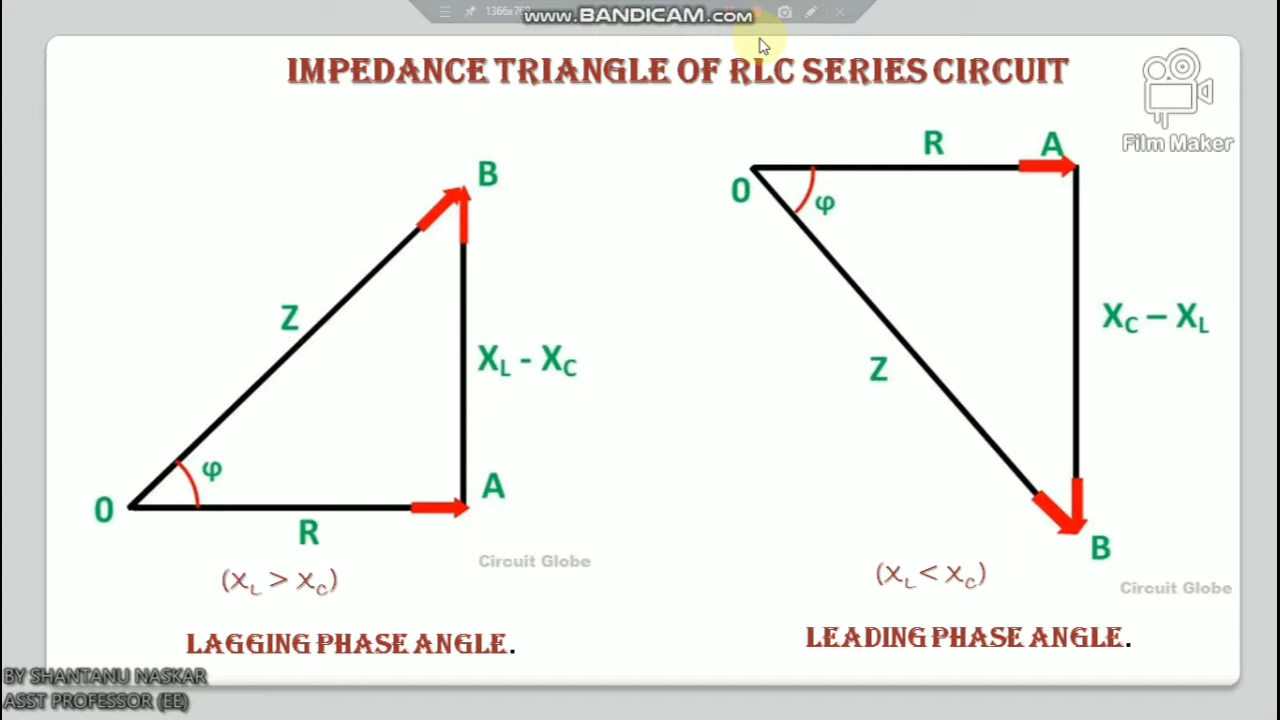 www.BANDICAM.com
IMPEDANCE TRIANGLE OF RLC SERIES CIRCUIT
Film Maker
B
Z
X_L - X_C
φ
A
0
R
Circuit Globe
(X_L > X_C)
LAGGING PHASE ANGLE.
R
A
0
φ
X_C – X_L
Z
B
(X_L < X_C)
Circuit Globe
LEADING PHASE ANGLE.
BY SHANTANU NASKAR
ASST PROFESSOR (EE)